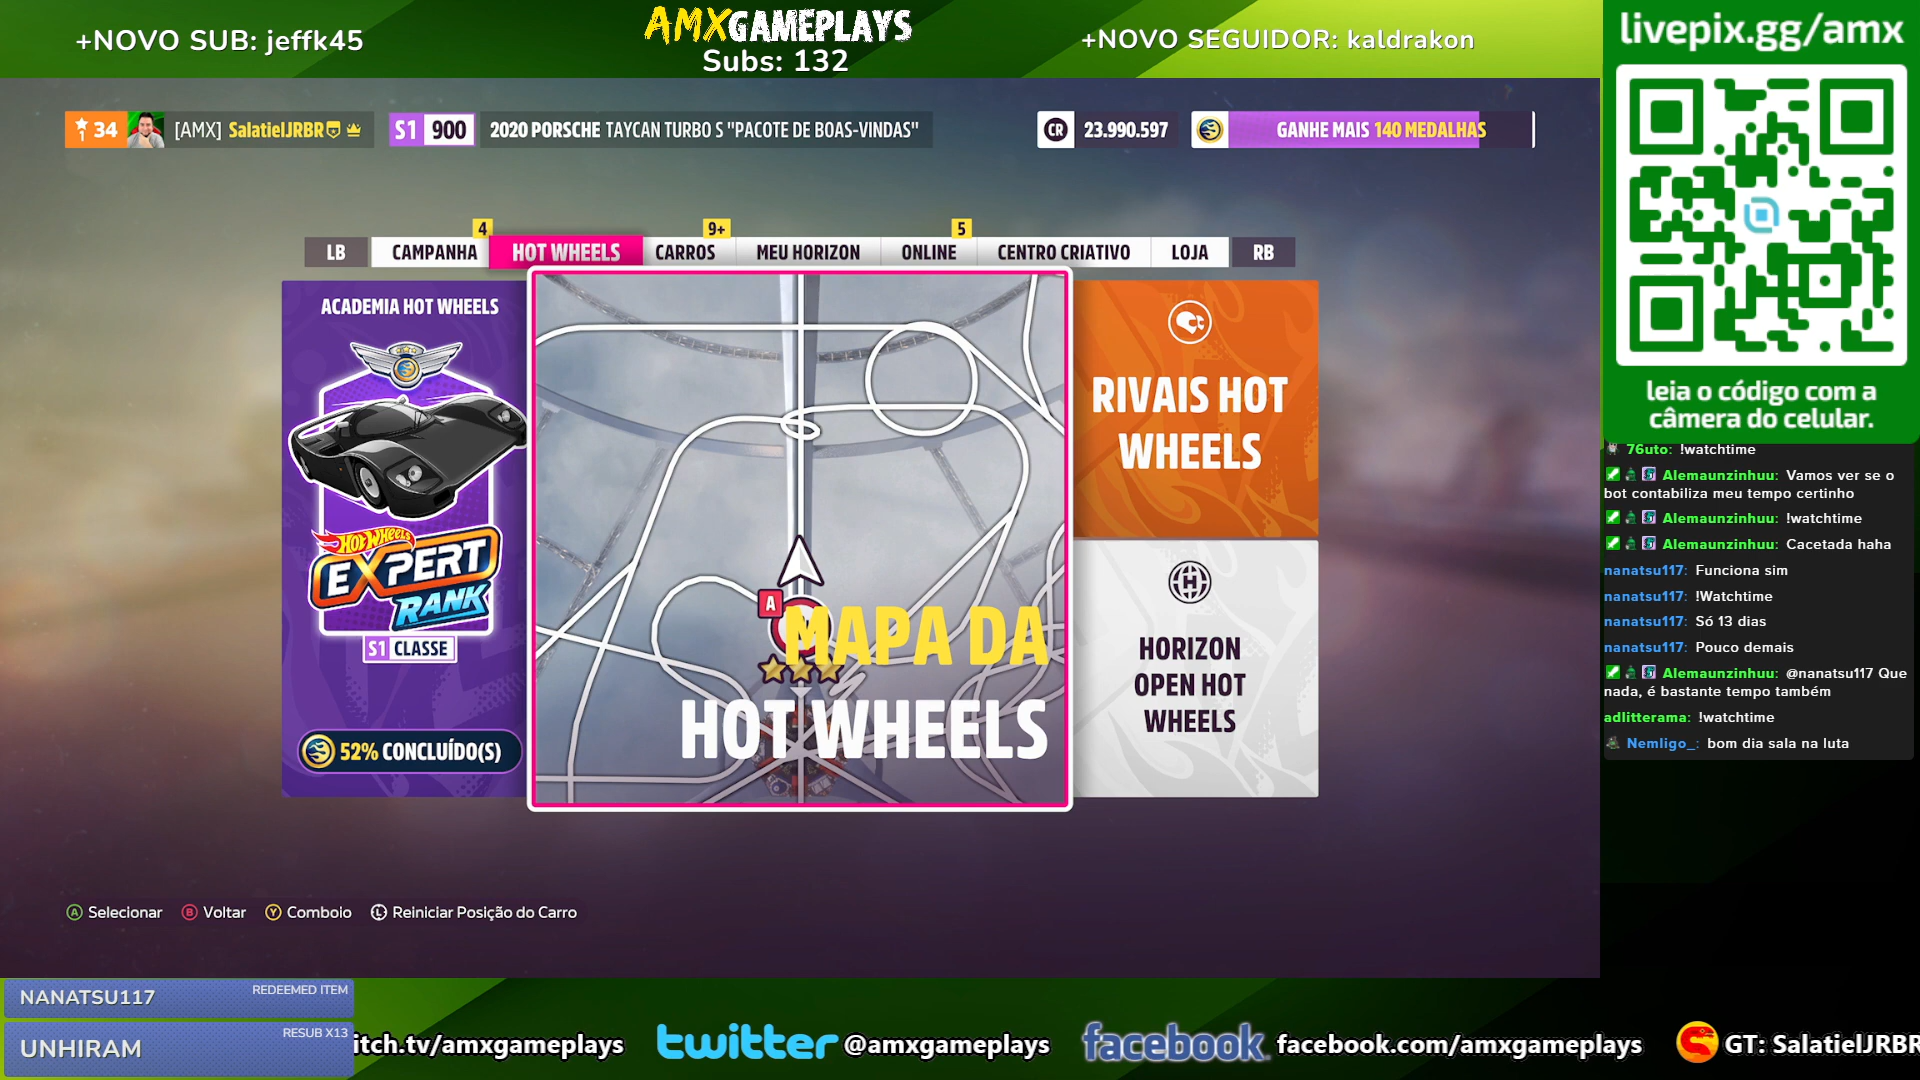 +NOVO SUB: jeffk45
AMXGAMEPLAYS
Subs: 132
+NOVO SEGUIDOR: kaldrakon
livepix.gg/amx
leia o código com a
câmera do celular.
1 34
[AMX] SalatielJRBR
S1 900
2020 PORSCHE TAYCAN TURBO S "PACOTE DE BOAS-VINDAS"
CR 23.990.597
GANHE MAIS 140 MEDALHAS
4
9+
5
LB
CAMPANHA
HOT WHEELS
CARROS
MEU HORIZON
ONLINE
CENTRO CRIATIVO
LOJA
RB
ACADEMIA HOT WHEELS
HOT WHEELS
EXPERT
RANK
S1 CLASSE
52% CONCLUÍDO(S)
A
MAPA DA
HOT WHEELS
RIVAIS HOT
WHEELS
HORIZON
OPEN HOT
WHEELS
76uto: !watchtime
Alemaunzinhuu: Vamos ver se o
bot contabiliza meu tempo certinho
Alemaunzinhuu: !watchtime
Alemaunzinhuu: Cacetada haha
nanatsu117: Funciona sim
nanatsu117: !Watchtime
nanatsu117: Só 13 dias
nanatsu117: Pouco demais
Alemaunzinhuu: @nanatsu117 Que
nada, é bastante tempo também
adlitterama: !watchtime
Nemligo_: bom dia sala na luta
A Selecionar
B Voltar
Y Comboio
L Reiniciar Posição do Carro
NANATSU117
REDEEMED ITEM
UNHIRAM
RESUB X13
itch.tv/amxgameplays
twitter @amxgameplays
facebook facebook.com/amxgameplays
GT: SalatielJRBR